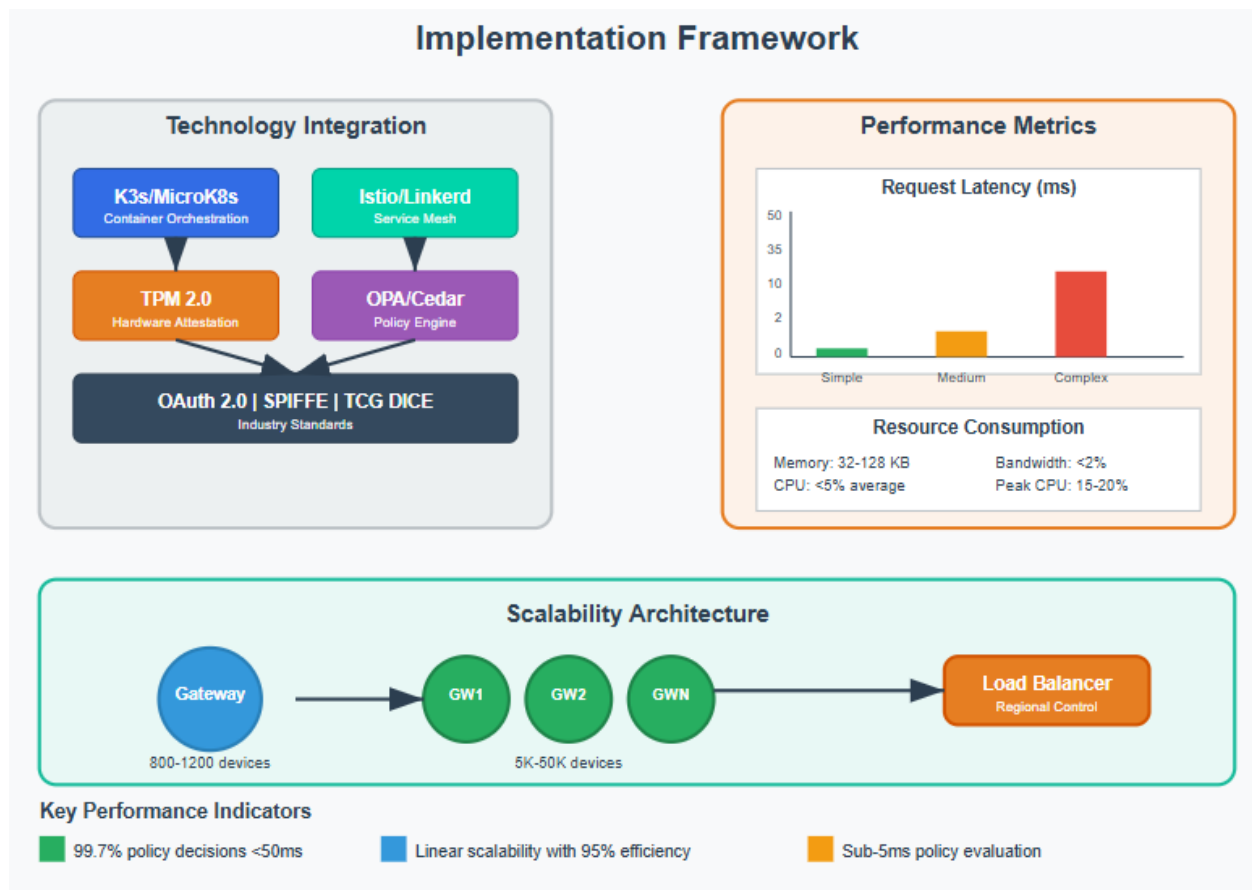 Implementation Framework
Technology Integration
K3s/MicroK8s
Container Orchestration
Istio/Linkerd
Service Mesh
TPM 2.0
Hardware Attestation
OPA/Cedar
Policy Engine
OAuth 2.0 | SPIFFE | TCG DICE
Industry Standards
Performance Metrics
Request Latency (ms)
50
35
10
2
0
Simple
Medium
Complex
Resource Consumption
Memory: 32-128 KB
Bandwidth: <2%
CPU: <5% average
Peak CPU: 15-20%
Scalability Architecture
Gateway
800-1200 devices
GW1
GW2
GWN
5K-50K devices
Load Balancer
Regional Control
Key Performance Indicators
99.7% policy decisions <50ms
Linear scalability with 95% efficiency
Sub-5ms policy evaluation